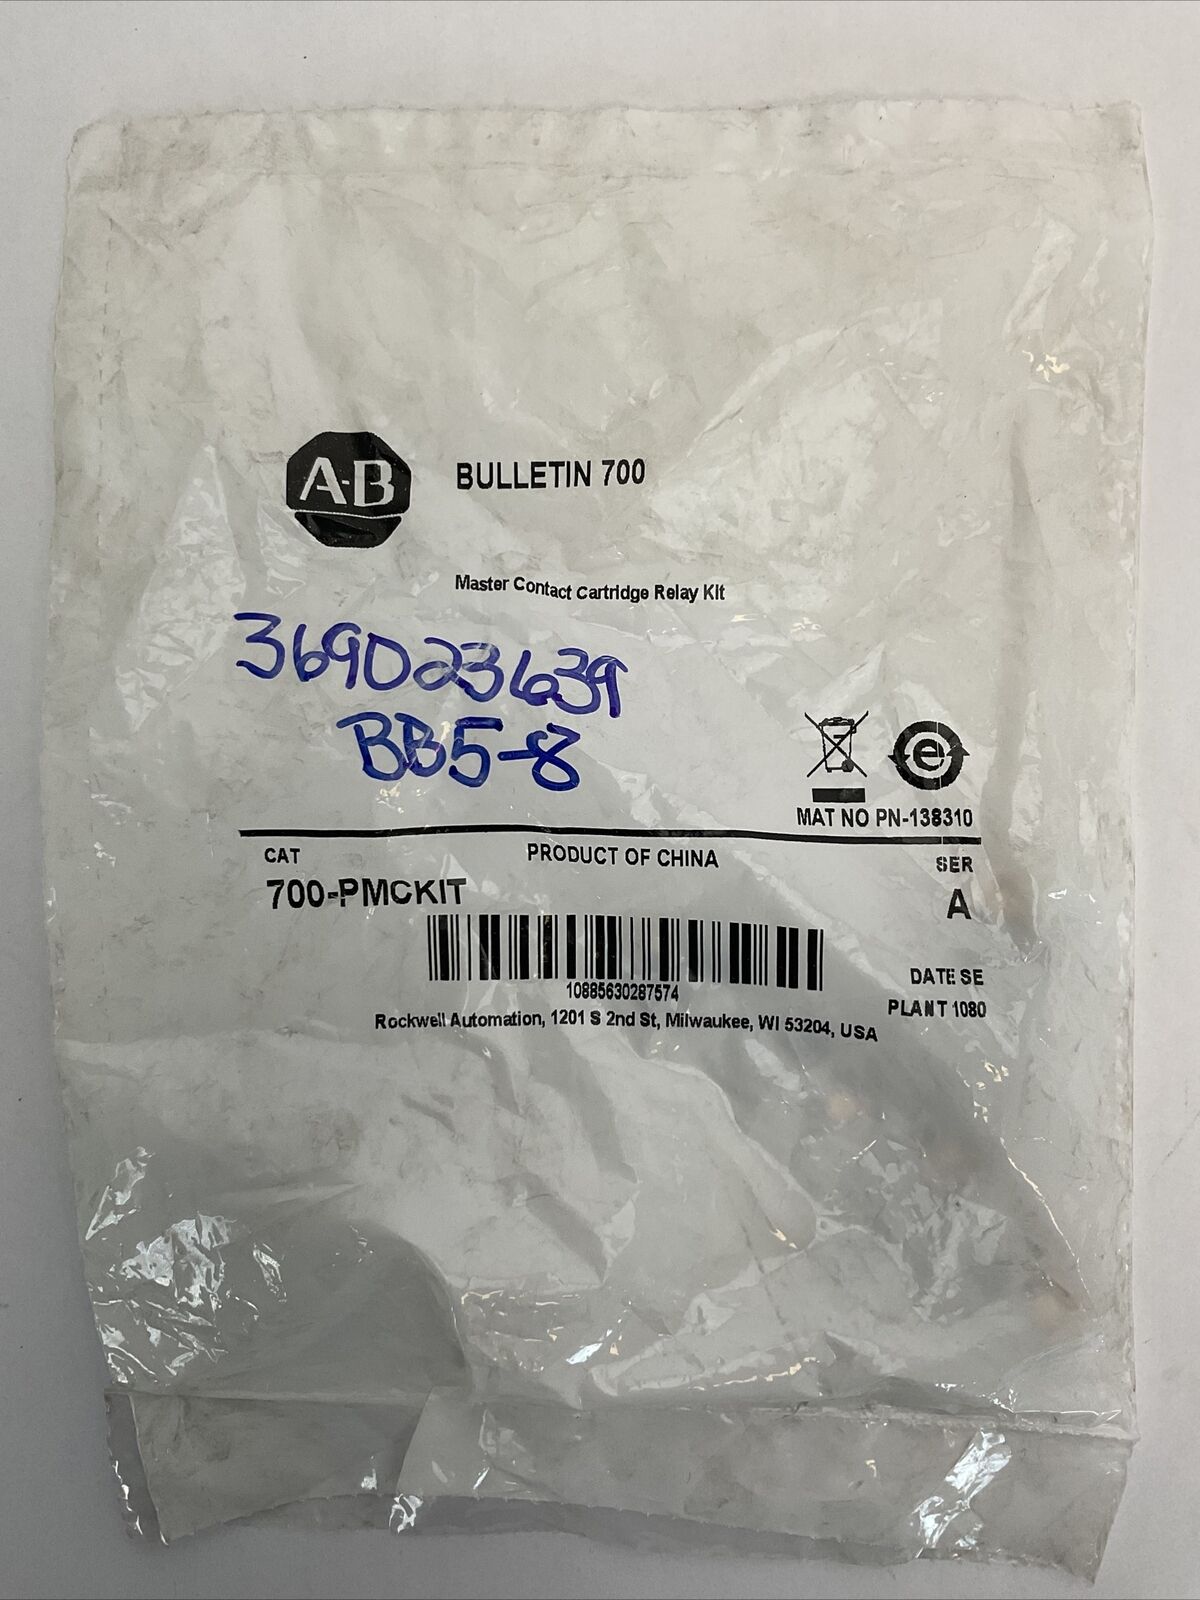 A-B
BULLETIN 700
Master Contact Cartridge Relay Kit
369023639
BB5-8
e
MAT NO PN-138310
CAT
PRODUCT OF CHINA
SER
700-PMCKIT
A
10885630287574
DATE SE
PLANT 1080
Rockwell Automation, 1201 S 2nd St, Milwaukee, WI 53204, USA